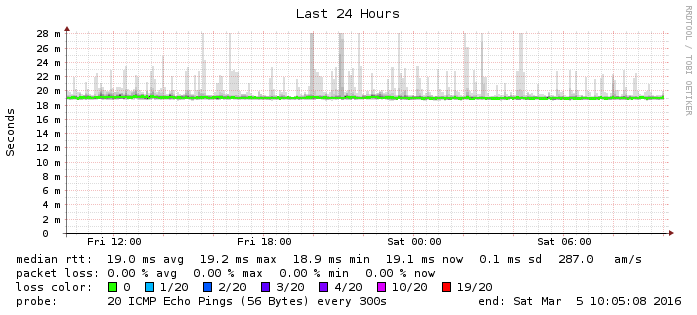 Last 24 Hours
RRDTOOL / TOBI OETIKER
Seconds
28 m
26 m
24 m
22 m
20 m
18 m
16 m
14 m
12 m
10 m
8 m
6 m
4 m
2 m
0
Fri 12:00 Fri 18:00 Sat 00:00 Sat 06:00
median rtt: 19.0 ms avg 19.2 ms max 18.9 ms min 19.1 ms now 0.1 ms sd 287.0 am/s
packet loss: 0.00 % avg 0.00 % max 0.00 % min 0.00 % now
loss color: 0 1/20 2/20 3/20 4/20 10/20 19/20
probe: 20 ICMP Echo Pings (56 Bytes) every 300s end: Sat Mar 5 10:05:08 2016